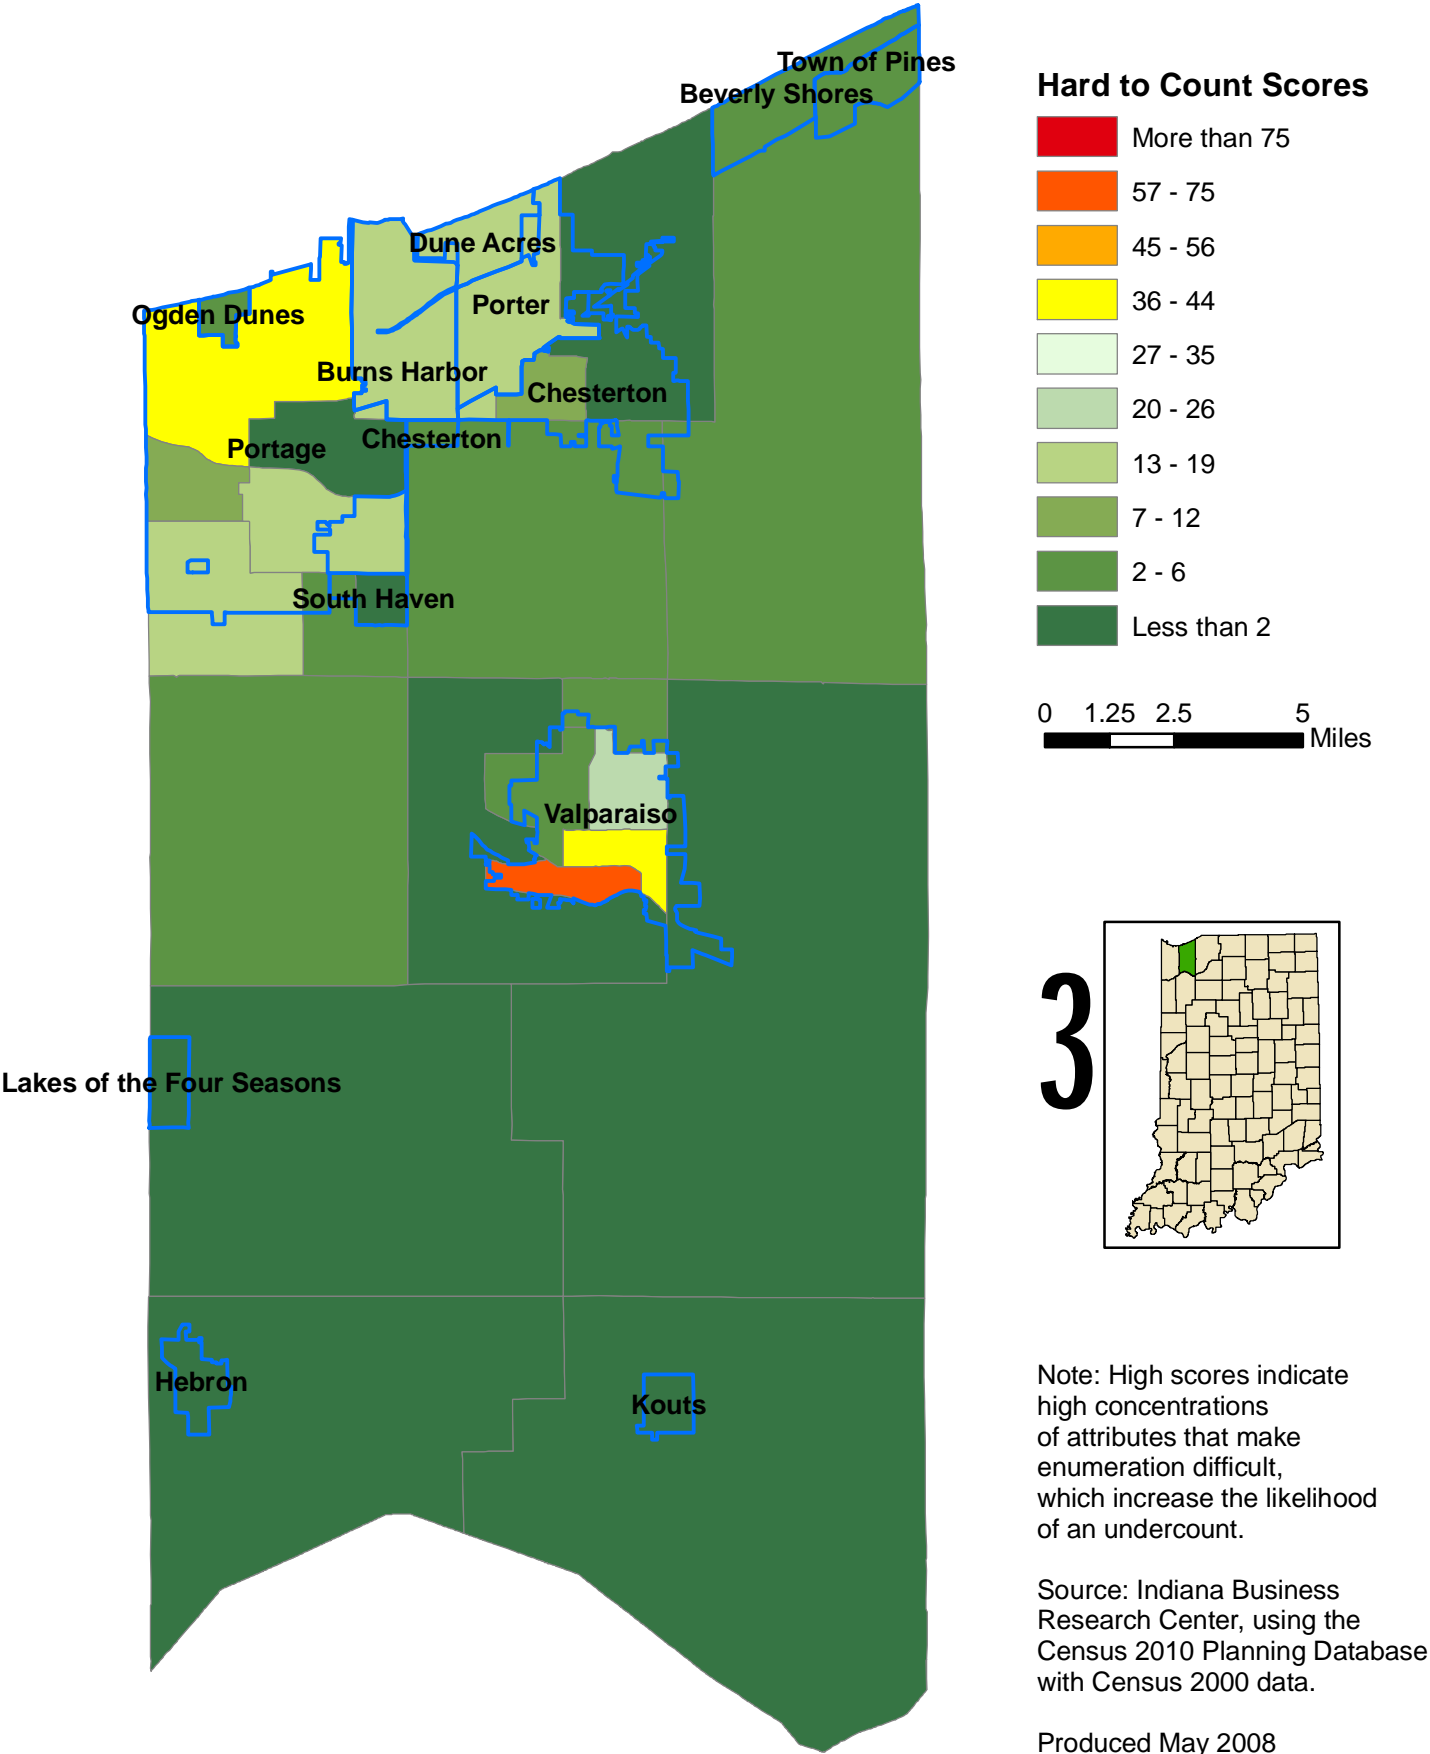 Town of Pines
Beverly Shores
Dune Acres
Porter
Ogden Dunes
Burns Harbor
Chesterton
Chesterton
Portage
South Haven
Valparaiso
Lakes of the Four Seasons
Hebron
Kouts
Hard to Count Scores
More than 75
57 - 75
45 - 56
36 - 44
27 - 35
20 - 26
13 - 19
7 - 12
2 - 6
Less than 2
0 1.25 2.5 5
Miles
3
Note: High scores indicate
high concentrations
of attributes that make
enumeration difficult,
which increase the likelihood
of an undercount.
Source: Indiana Business
Research Center, using the
Census 2010 Planning Database
with Census 2000 data.
Produced May 2008